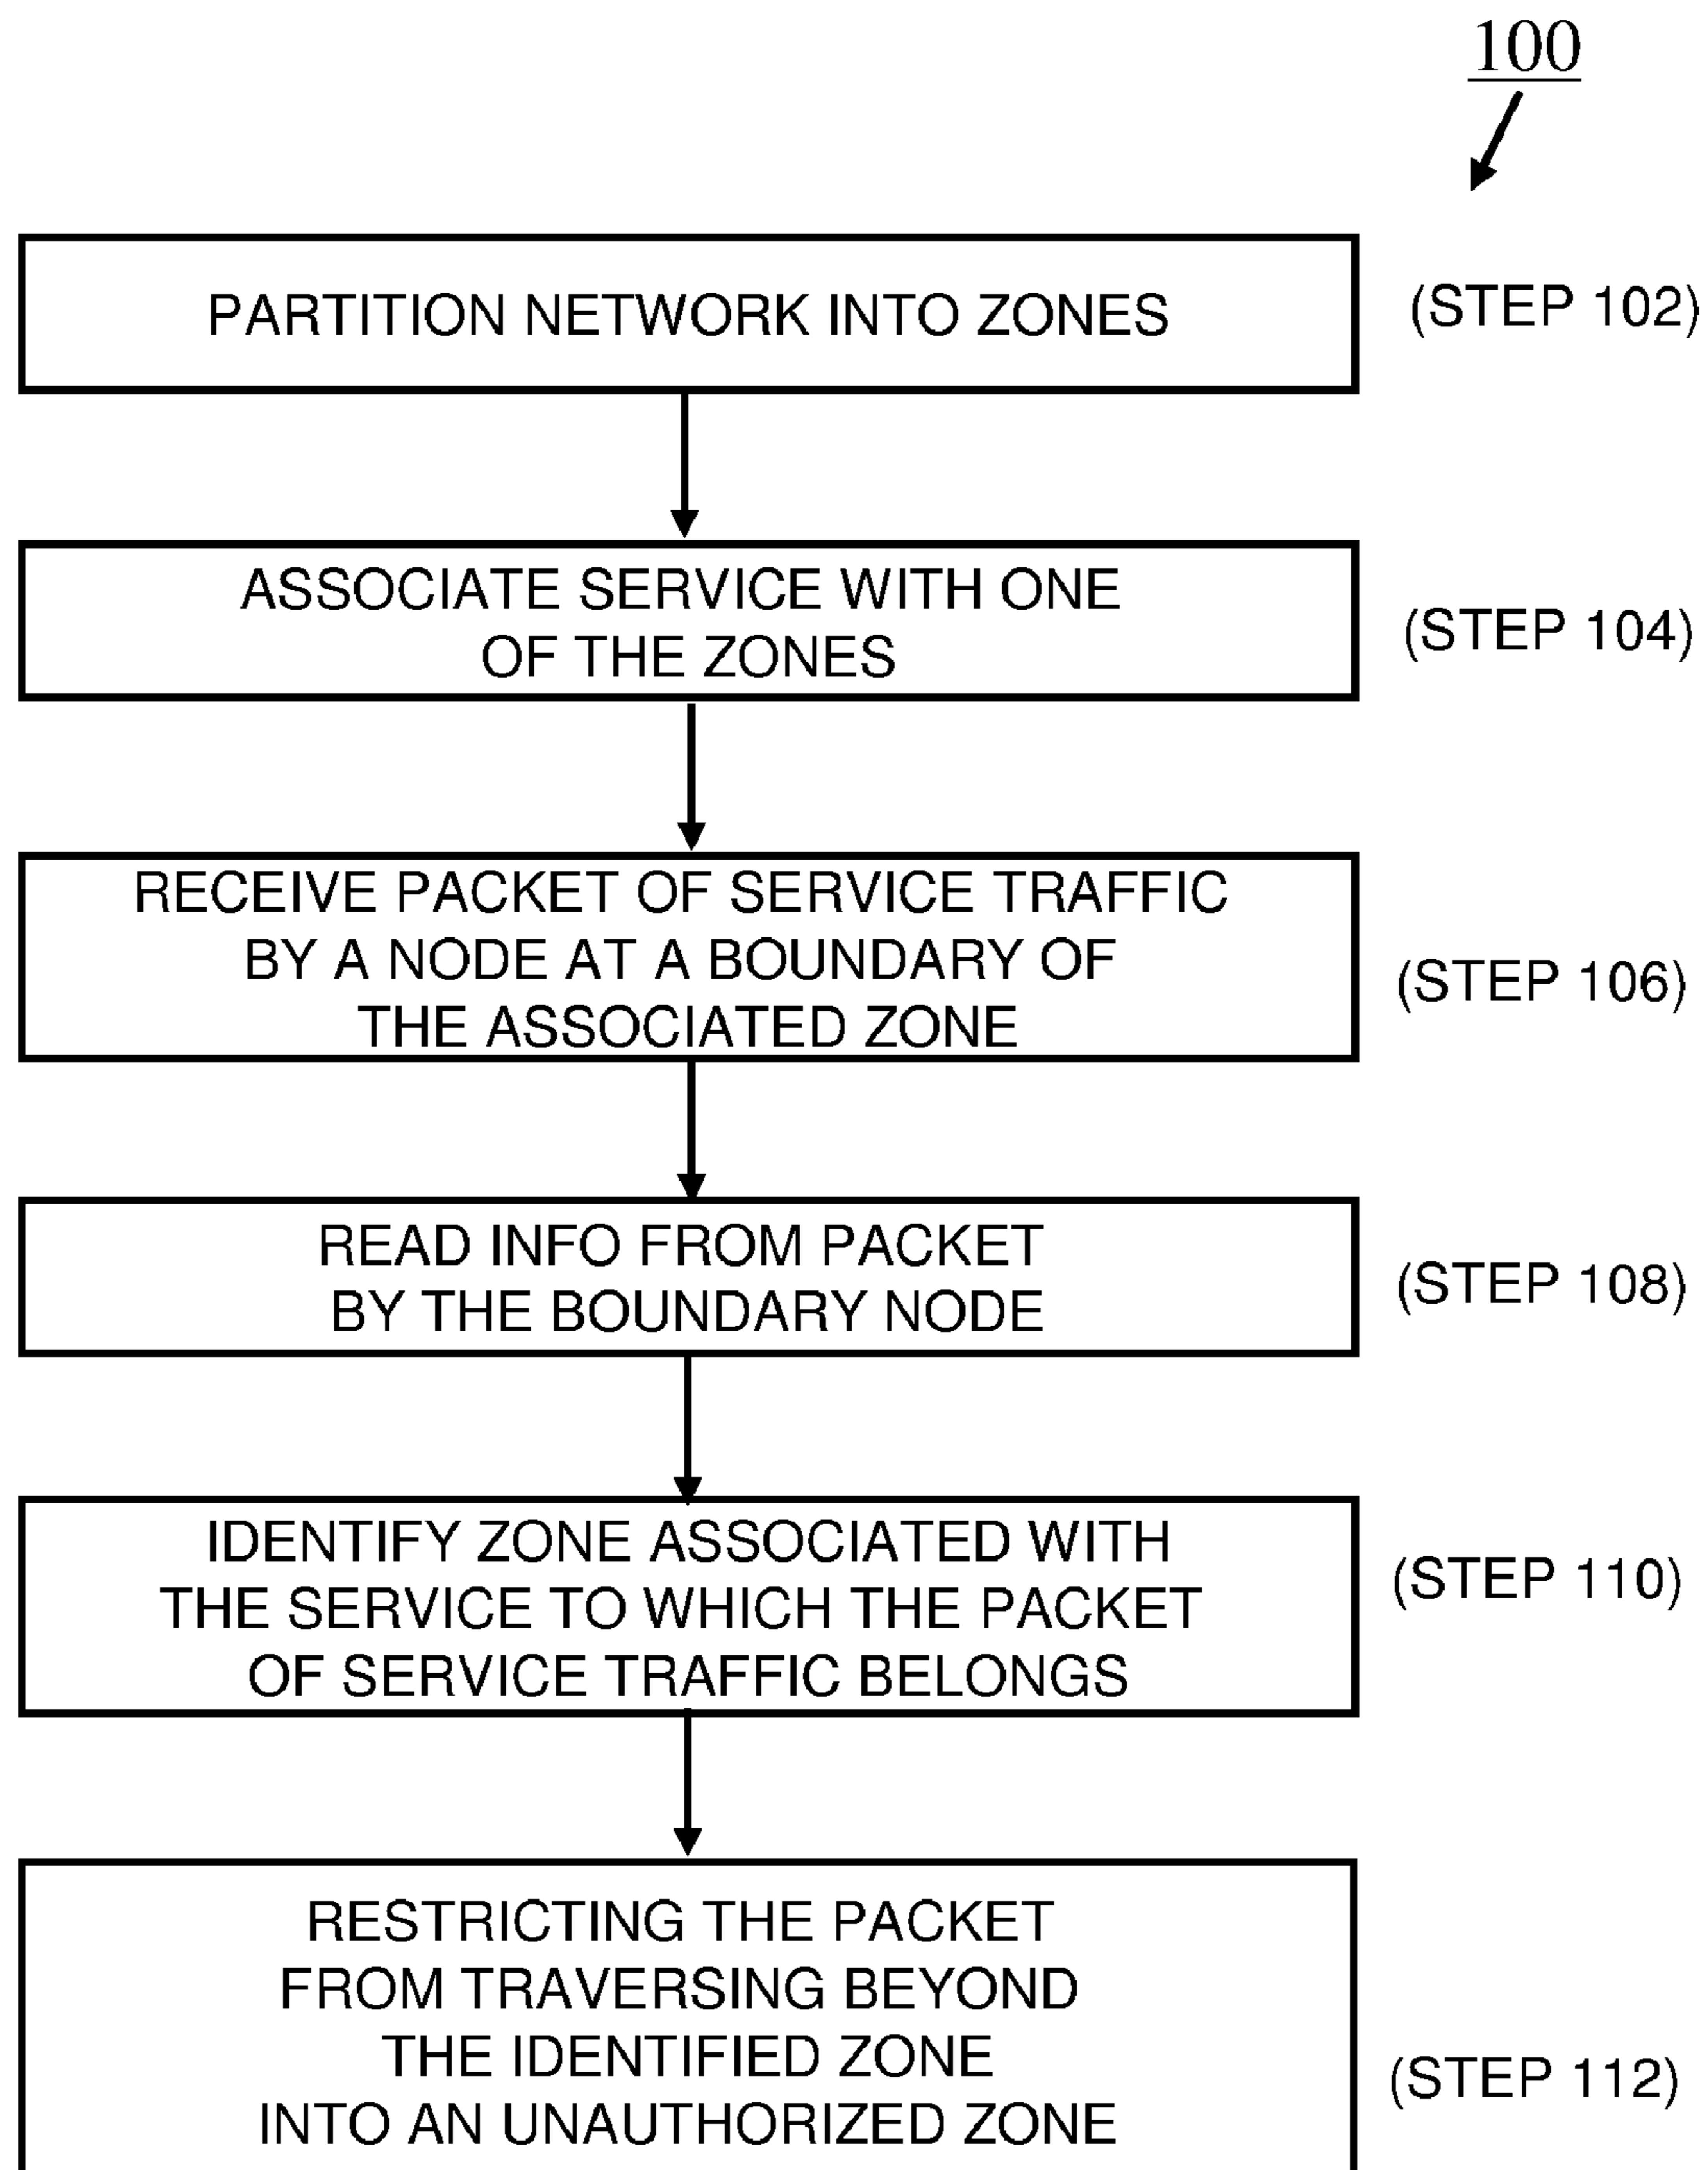 100
PARTITION NETWORK INTO ZONES
(STEP 102)
ASSOCIATE SERVICE WITH ONE
OF THE ZONES
(STEP 104)
RECEIVE PACKET OF SERVICE TRAFFIC
BY A NODE AT A BOUNDARY OF
THE ASSOCIATED ZONE
(STEP 106)
READ INFO FROM PACKET
BY THE BOUNDARY NODE
(STEP 108)
IDENTIFY ZONE ASSOCIATED WITH
THE SERVICE TO WHICH THE PACKET
OF SERVICE TRAFFIC BELONGS
(STEP 110)
RESTRICTING THE PACKET
FROM TRAVERSING BEYOND
THE IDENTIFIED ZONE
INTO AN UNAUTHORIZED ZONE
(STEP 112)